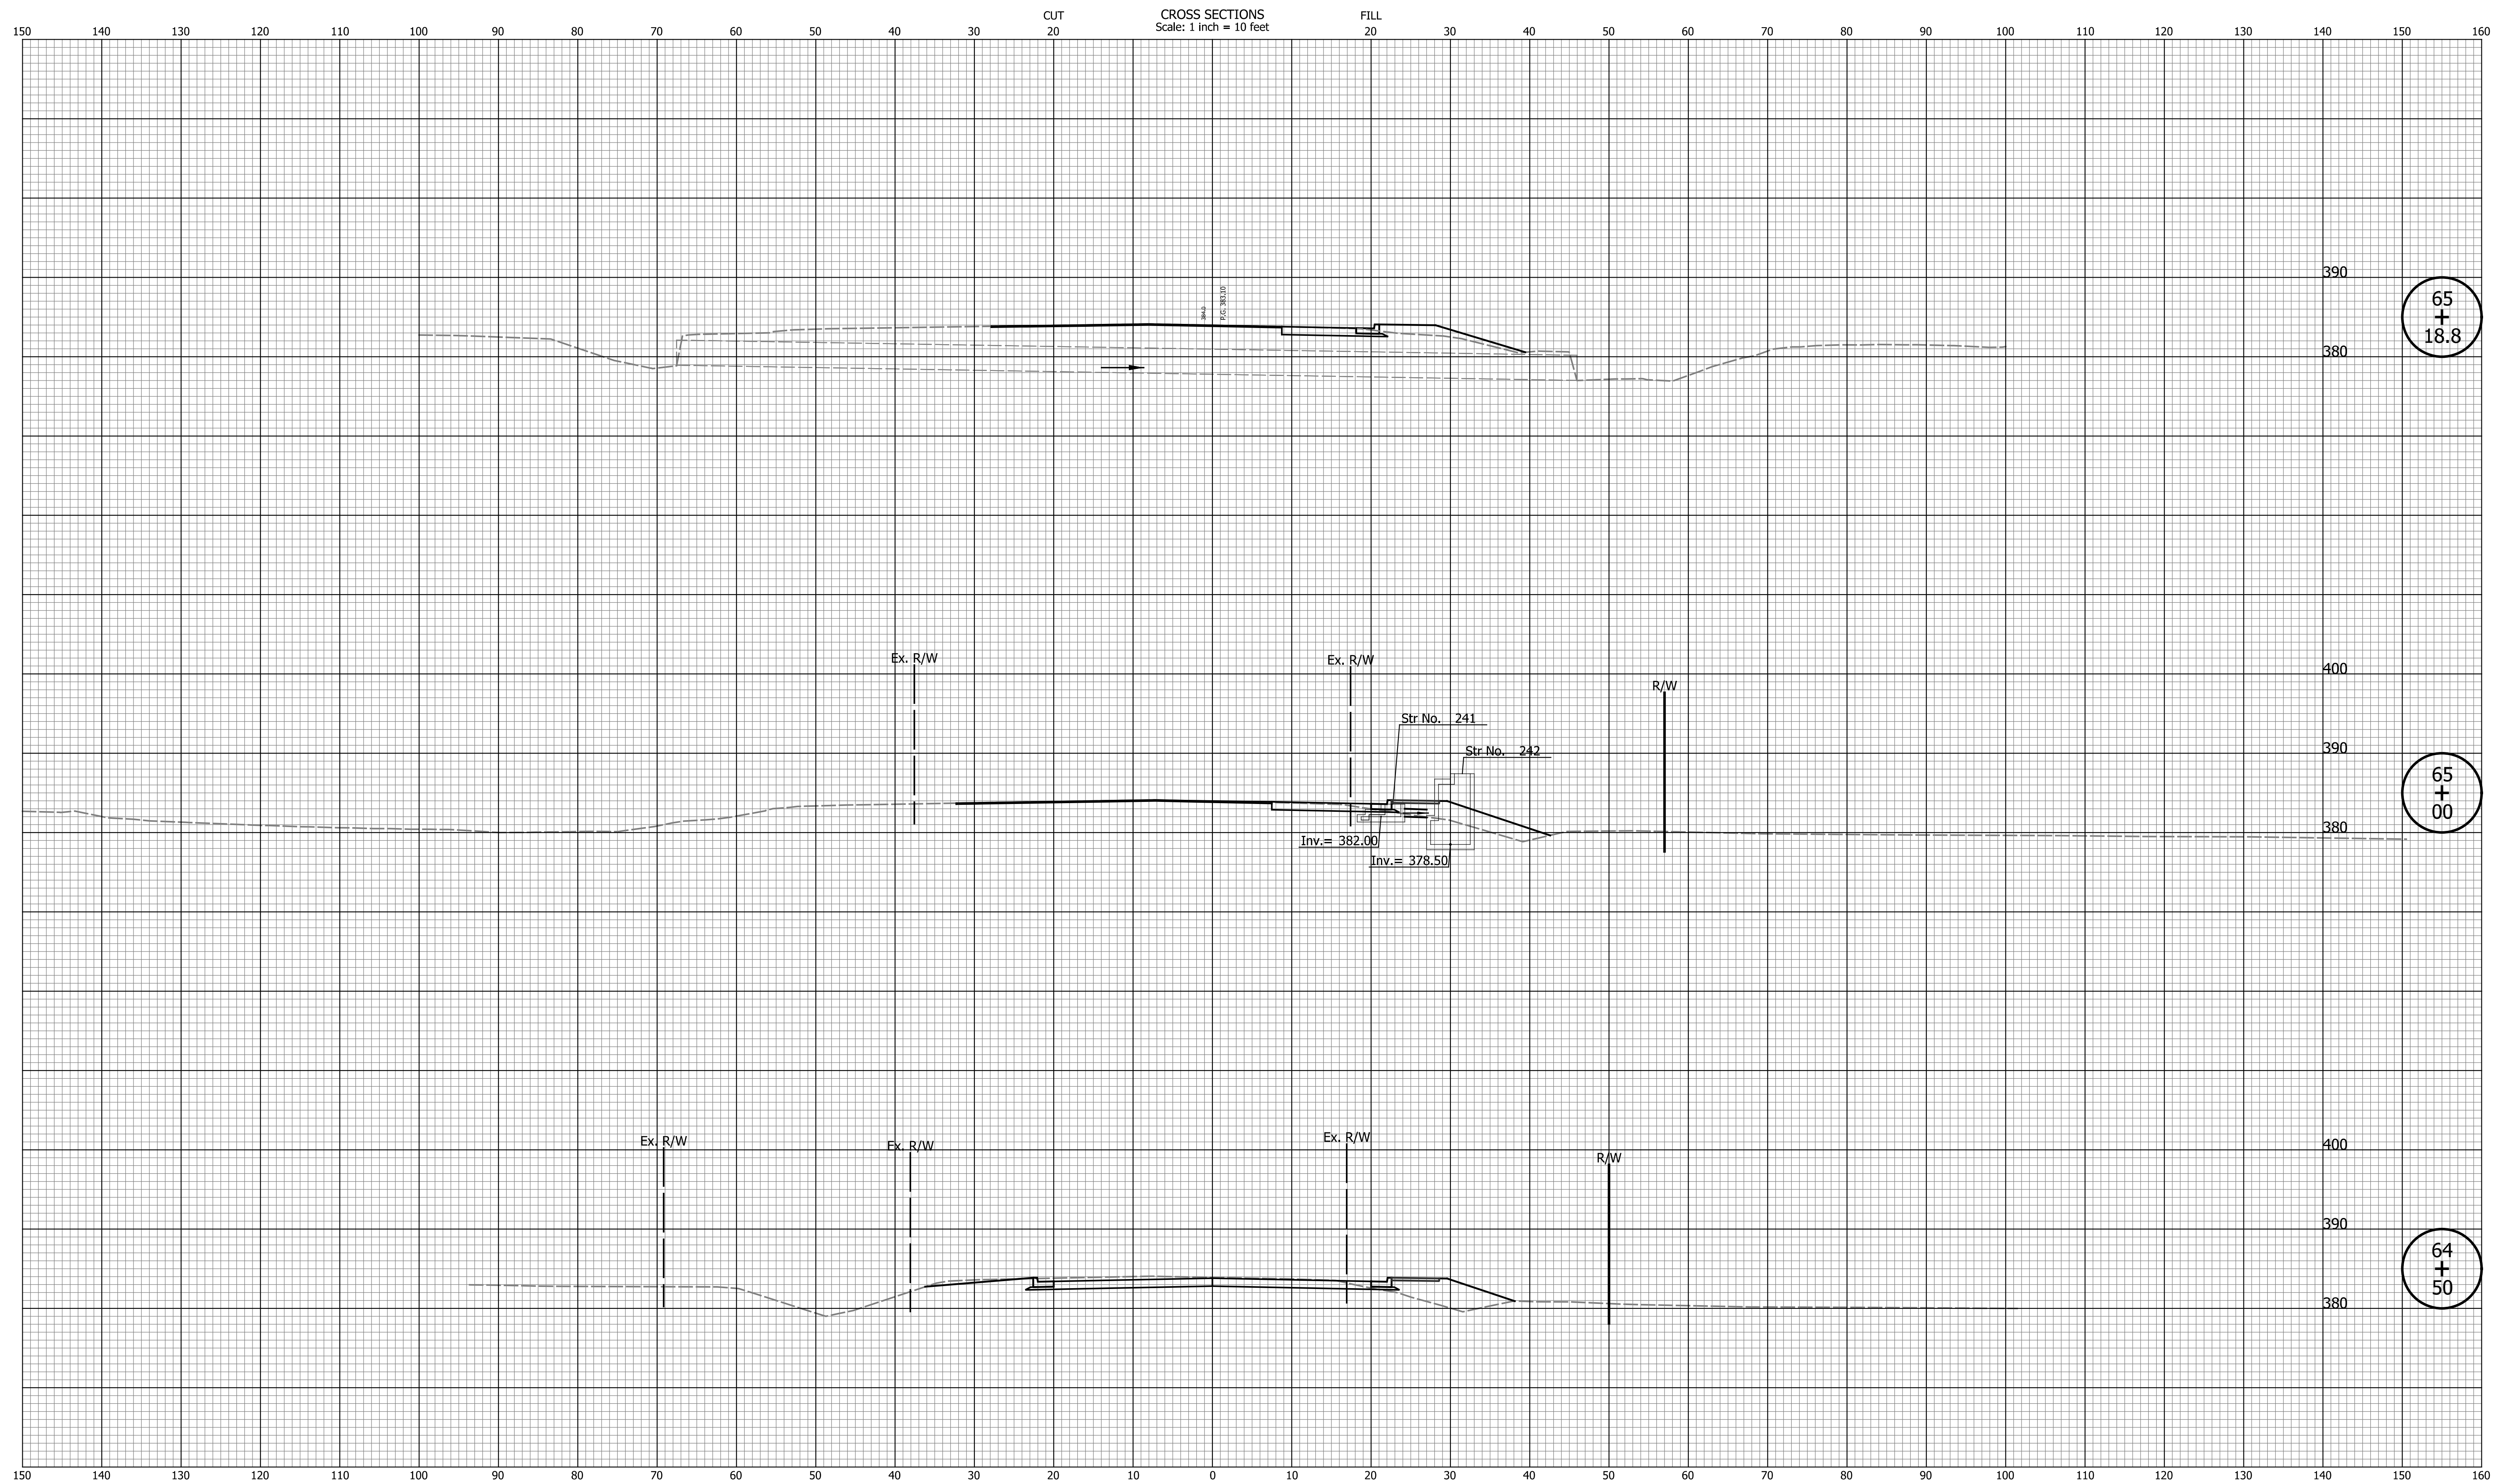 CUT CROSS SECTIONS FILL
Scale: 1 inch = 10 feet
150 140 130 120 110 100 90 80 70 60 50 40 30 20 20 30 40 50 60 70 80 90 100 110 120 130 140 150 160
390
65
+
18.8
P.G. 383.10
380
400
Ex. R/W
Ex. R/W
R/W
Str No. 241
Str No. 242
390
65
+
00
380
Inv.= 382.00
Inv.= 378.50
400
Ex. R/W
Ex. R/W
Ex. R/W
R/W
390
64
+
50
380
150 140 130 120 110 100 90 80 70 60 50 40 30 20 10 0 10 20 30 40 50 60 70 80 90 100 110 120 130 140 150 160